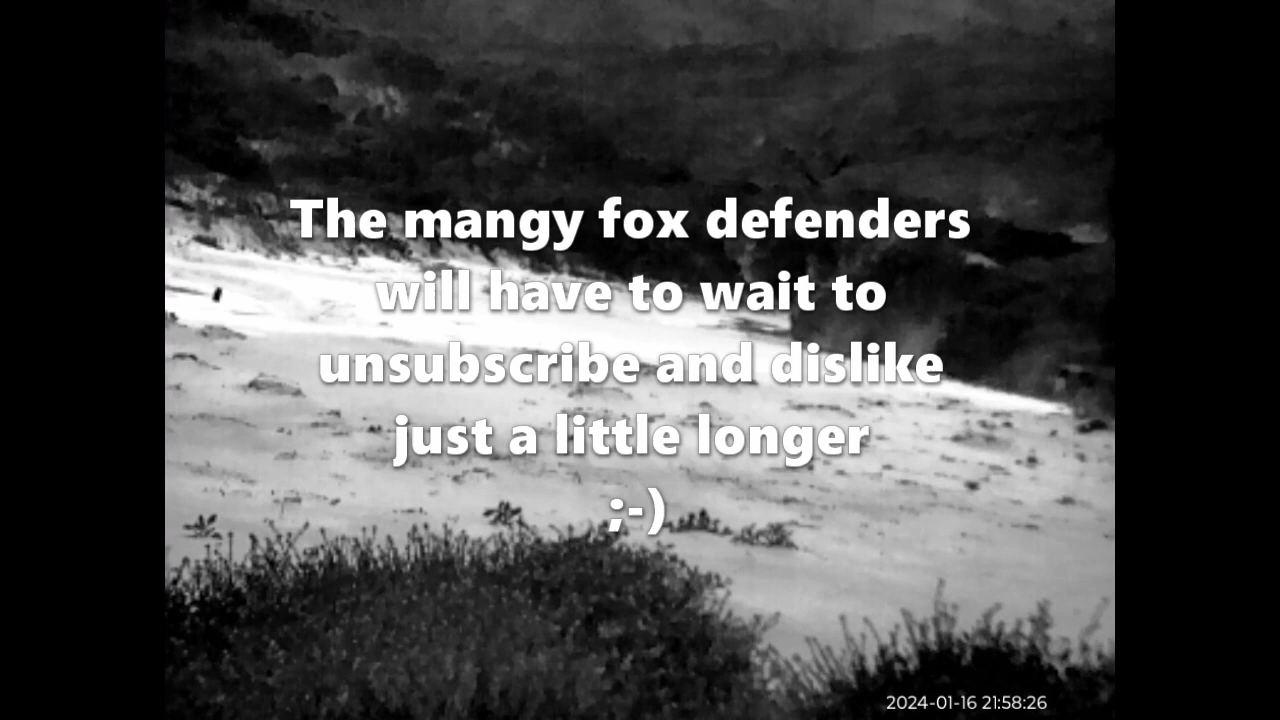 The mangy fox defenders
will have to wait to
unsubscribe and dislike
just a little longer
;-)
2024-01-16 21:58:26